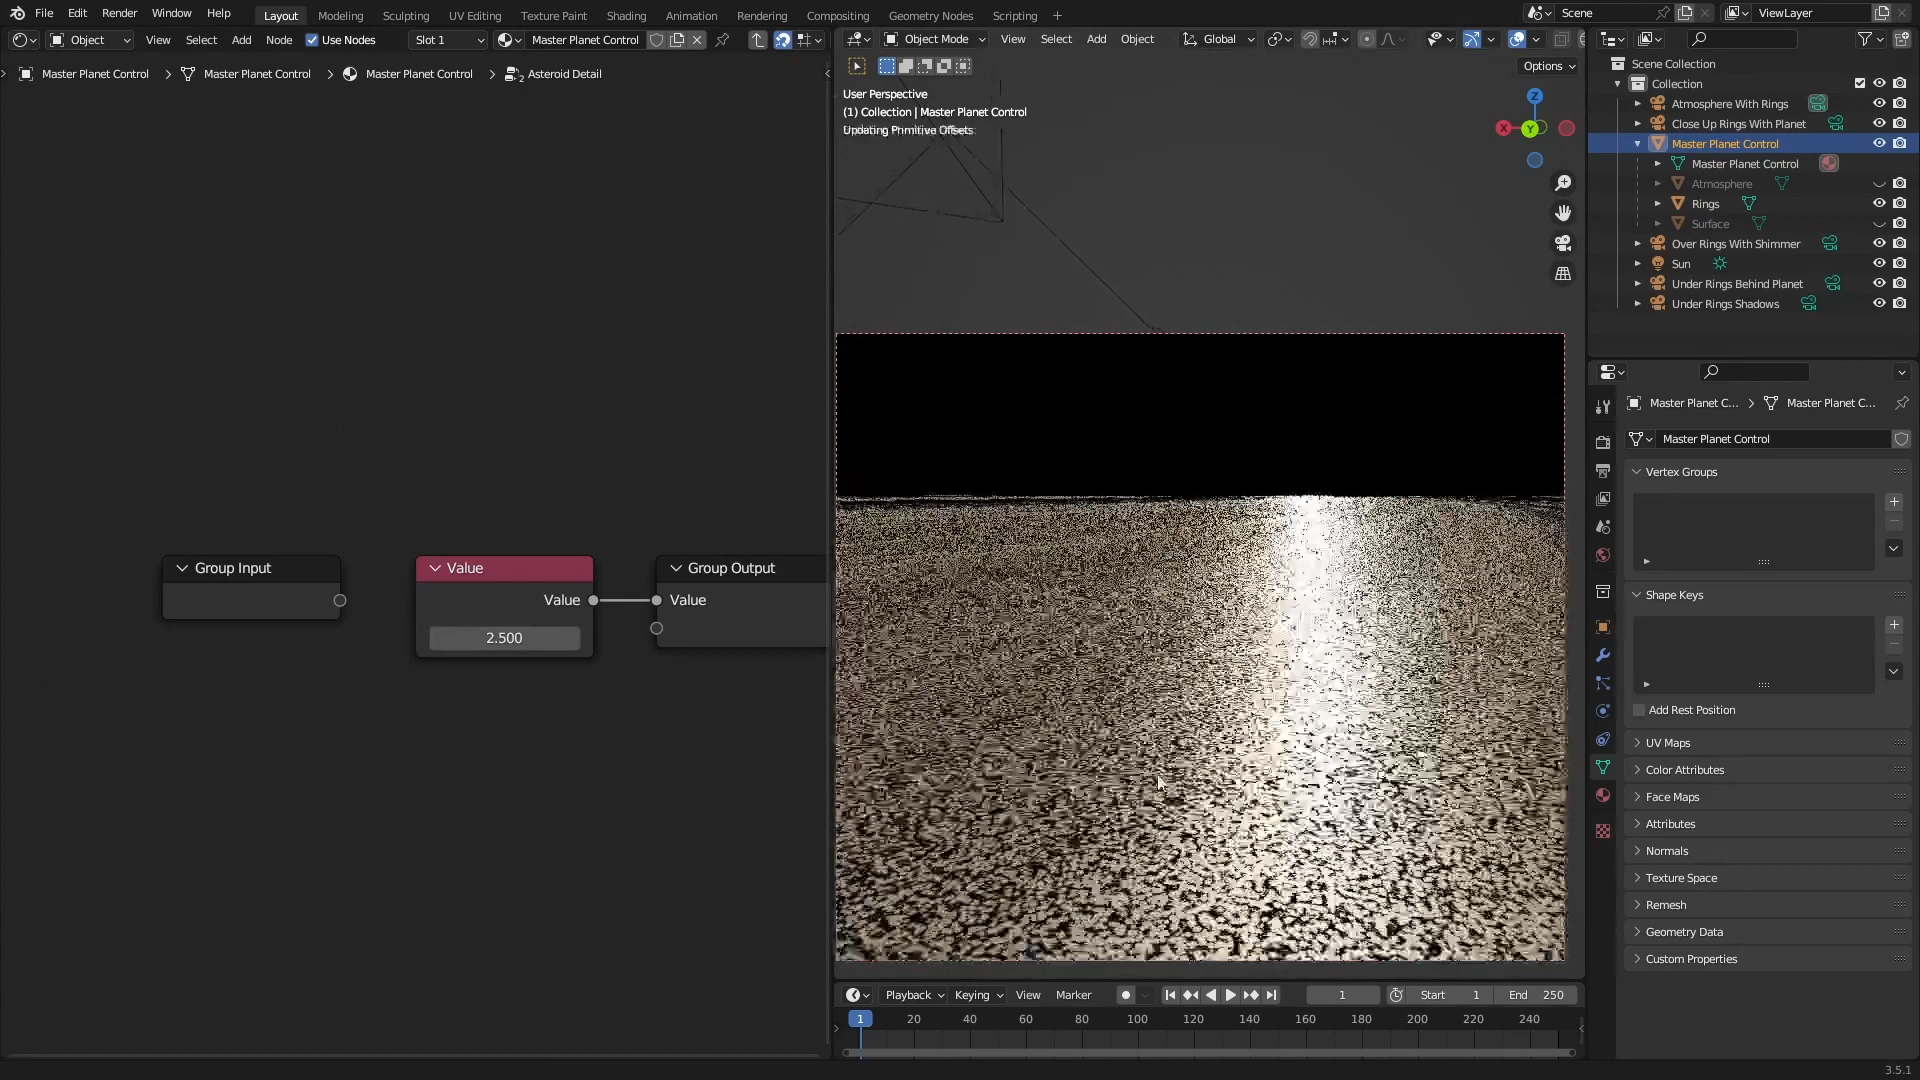 File Edit Render Window Help Layout Modeling Sculpting UV Editing Texture Paint Shading Animation Rendering Compositing Geometry Nodes Scripting Scene ViewLayer
Object View Select Add Node Use Nodes Slot 1 Master Planet Control
Object Mode View Select Add Object Global
Master Planet Control Master Planet Control Master Planet Control Asteroid Detail
Options
User Perspective
(1) Collection | Master Planet Control
Z
X Y
Group Input
Value
Value
2.500
Group Output
Value
Scene Collection
Collection
Atmosphere With Rings
Close Up Rings With Planet
Master Planet Control
Master Planet Control
Atmosphere
Rings
Surface
Over Rings With Shimmer
Sun
Under Rings Behind Planet
Under Rings Shadows
Master Planet C... Master Planet C...
Master Planet Control
Vertex Groups
Shape Keys
Add Rest Position
UV Maps
Color Attributes
Face Maps
Attributes
Normals
Texture Space
Remesh
Geometry Data
Custom Properties
Playback Keying View Marker 1 Start 1 End 250
1 20 40 60 80 100 120 140 160 180 200 220 240
3.5.1